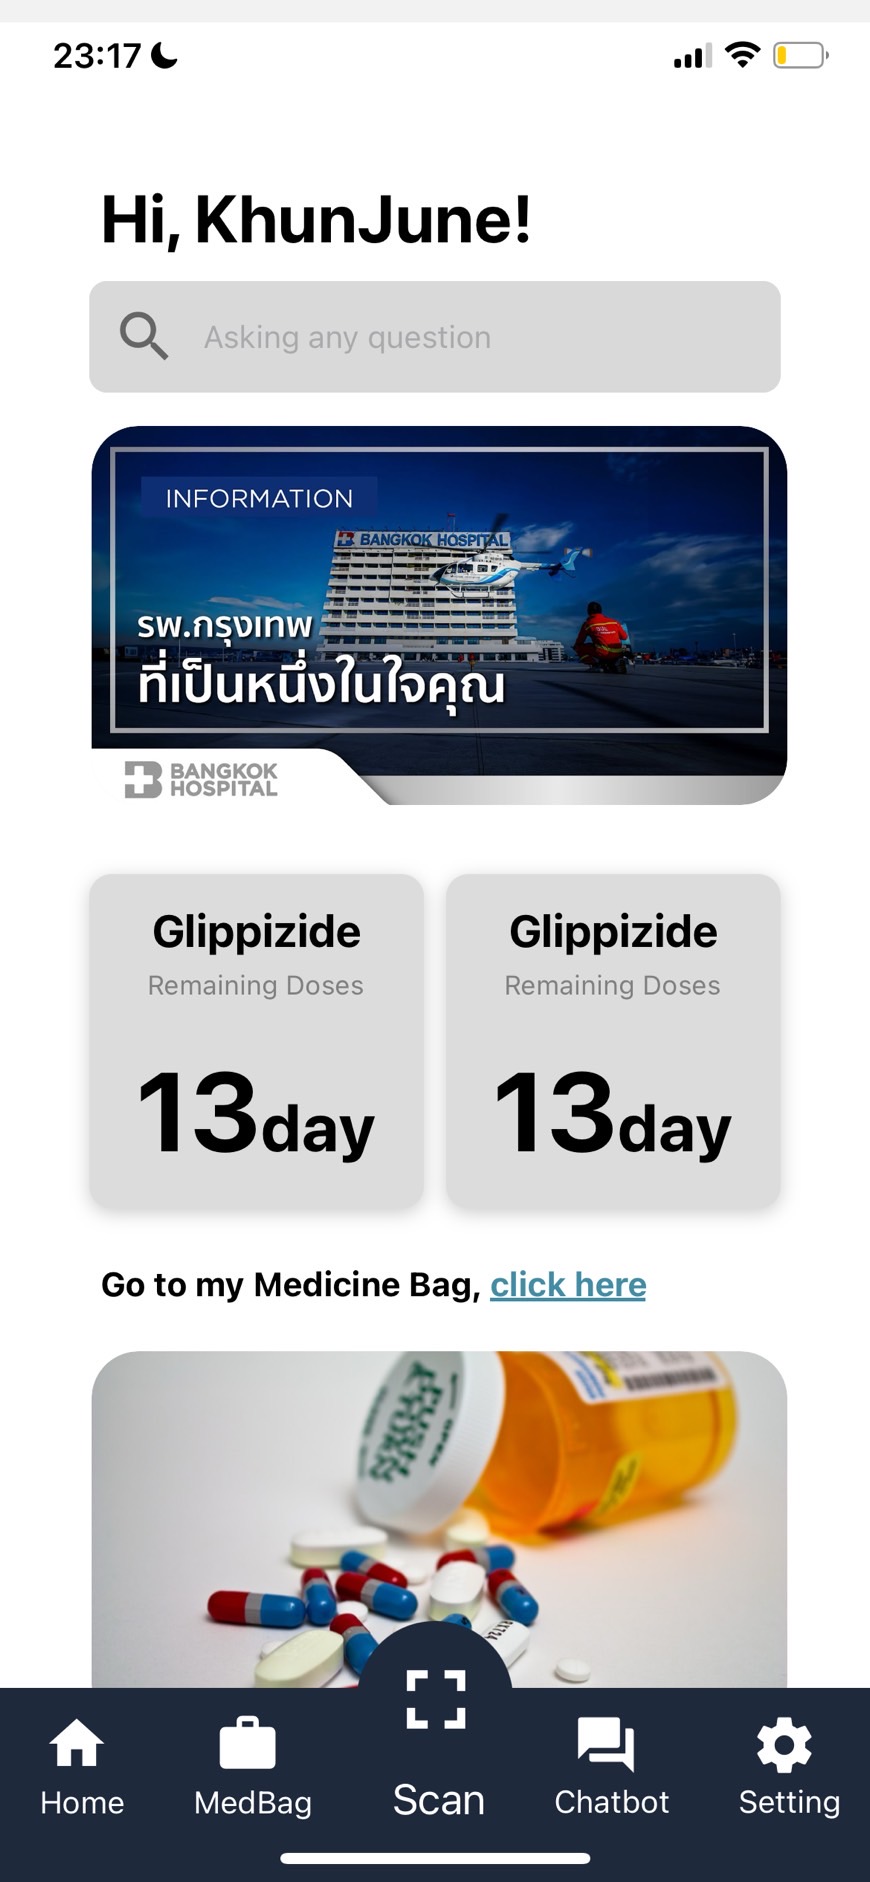 23:17
Hi, KhunJune!
Asking any question
INFORMATION
BANGKOK HOSPITAL
รพ.กรุงเทพ
ที่เป็นหนึ่งในใจคุณ
BANGKOK
HOSPITAL
Glippizide
Remaining Doses
13day
Glippizide
Remaining Doses
13day
Go to my Medicine Bag, click here
Home
MedBag
Scan
Chatbot
Setting